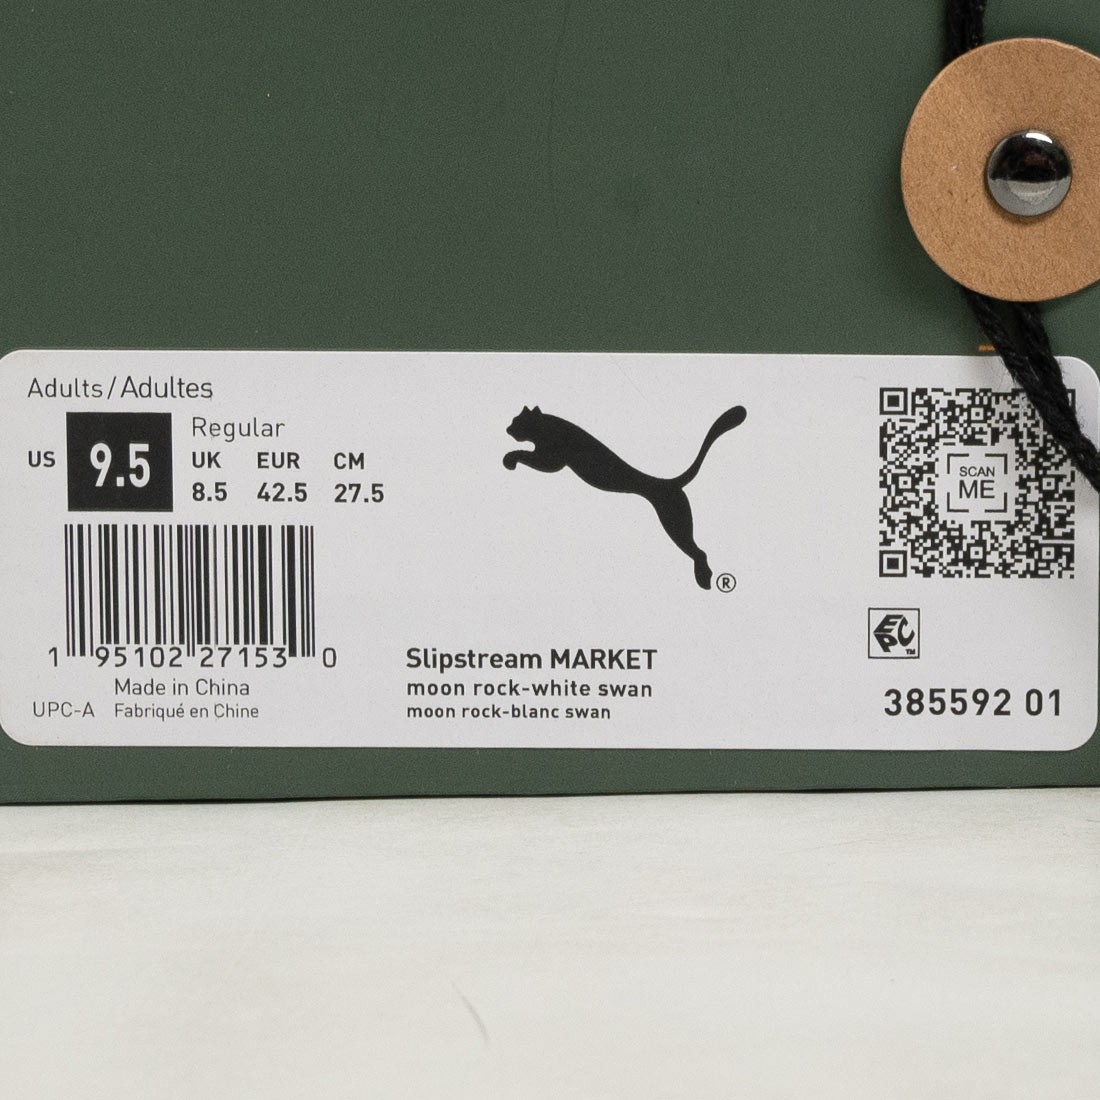 Adults/Adultes
US 9.5
Regular
UK EUR CM
8.5 42.5 27.5
1 95102 27153 0
Made in China
UPC-A Fabriqué en Chine
®
Slipstream MARKET
moon rock-white swan
moon rock-blanc swan
SCAN
ME
EPC
TM
385592 01